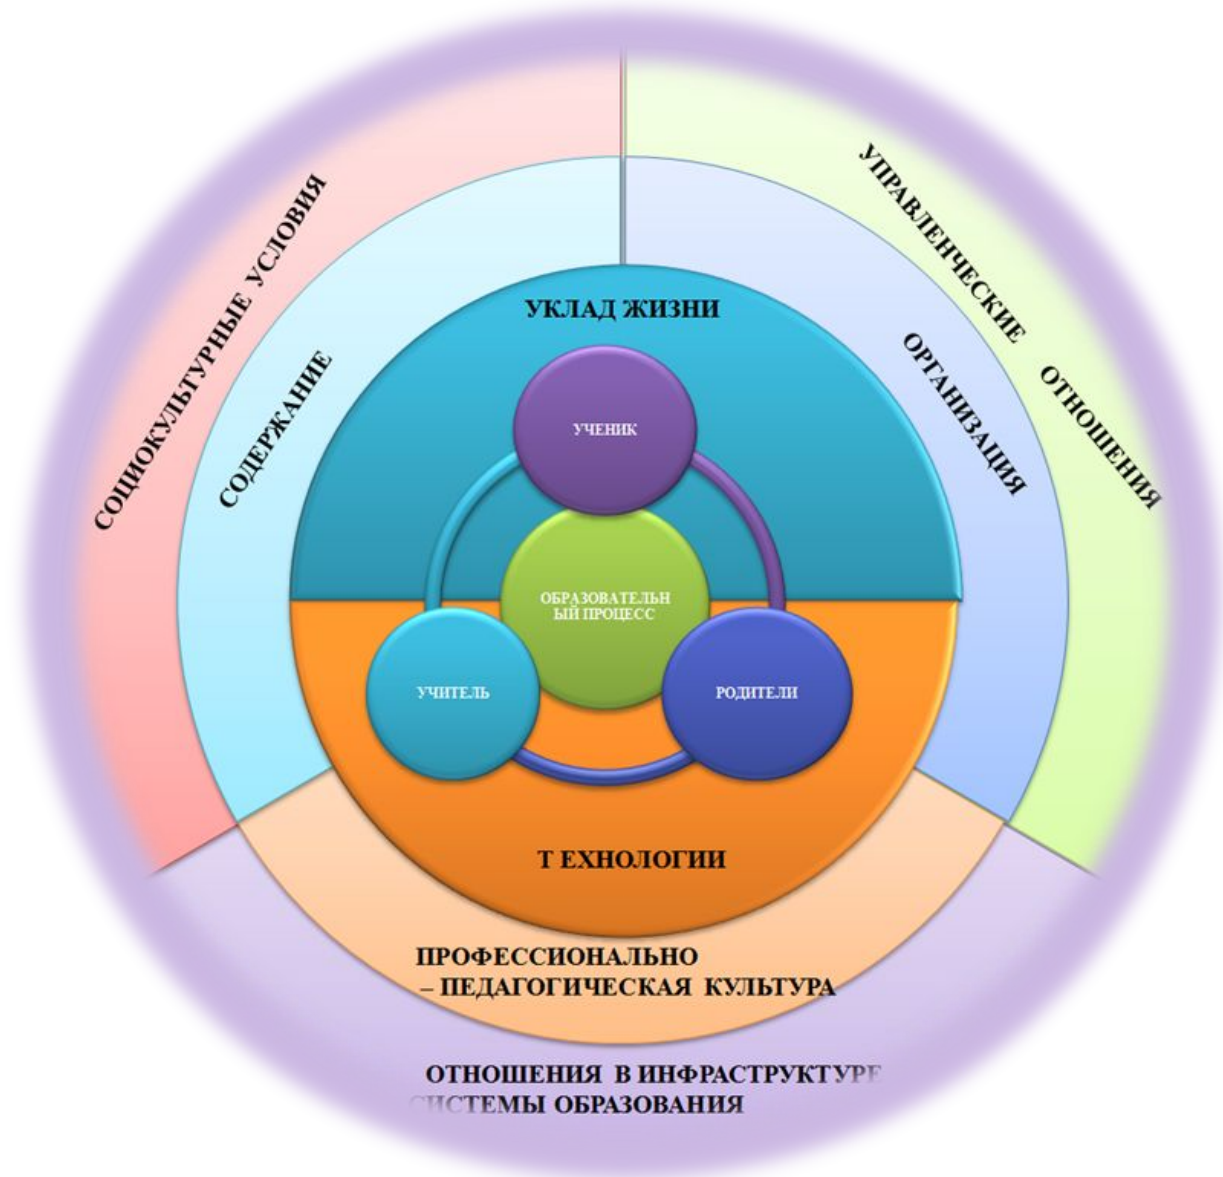 СОЦИОКУЛЬТУРНЫЕ УСЛОВИЯ
УПРАВЛЕНЧЕСКИЕ ОТНОШЕНИЯ
СОДЕРЖАНИЕ
ОРГАНИЗАЦИЯ
УКЛАД ЖИЗНИ
УЧЕНИК
ОБРАЗОВАТЕЛЬН
ЫЙ ПРОЦЕСС
УЧИТЕЛЬ
РОДИТЕЛИ
Т ЕХНОЛОГИИ
ПРОФЕССИОНАЛЬНО
– ПЕДАГОГИЧЕСКАЯ КУЛЬТУРА
ОТНОШЕНИЯ В ИНФРАСТРУКТУРЕ
СИСТЕМЫ ОБРАЗОВАНИЯ